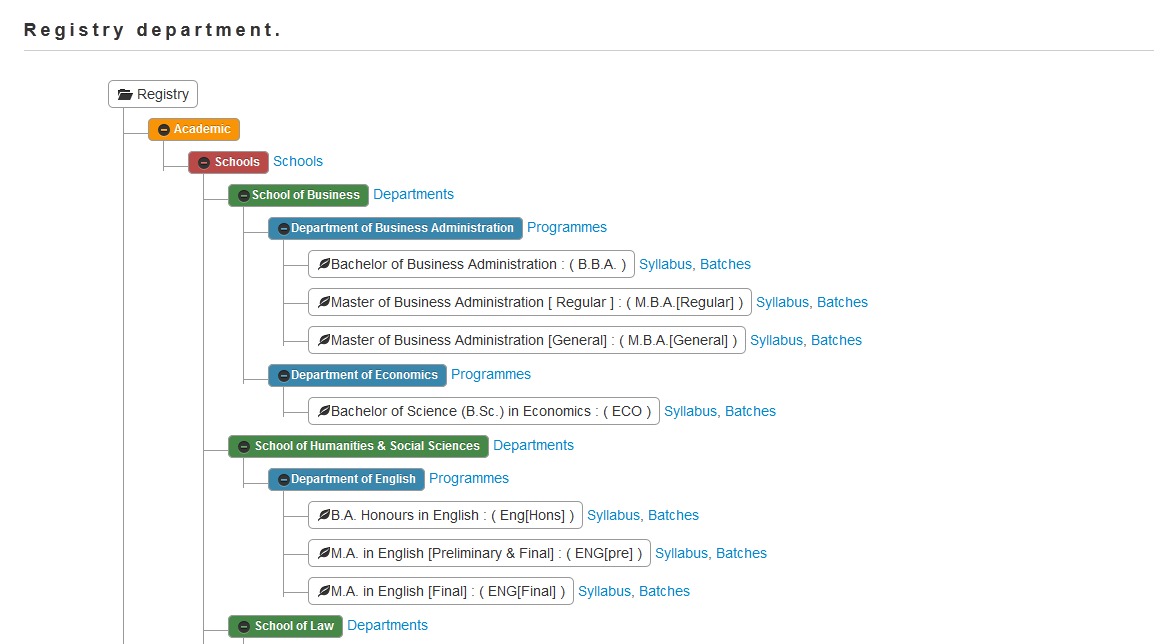 Registry department.
Registry
Academic
Schools Schools
School of Business Departments
Department of Business Administration Programmes
Bachelor of Business Administration : ( B.B.A. ) Syllabus, Batches
Master of Business Administration [ Regular ] : ( M.B.A.[Regular] ) Syllabus, Batches
Master of Business Administration [General] : ( M.B.A.[General] ) Syllabus, Batches
Department of Economics Programmes
Bachelor of Science (B.Sc.) in Economics : ( ECO ) Syllabus, Batches
School of Humanities & Social Sciences Departments
Department of English Programmes
B.A. Honours in English : ( Eng[Hons] ) Syllabus, Batches
M.A. in English [Preliminary & Final] : ( ENG[pre] ) Syllabus, Batches
M.A. in English [Final] : ( ENG[Final] ) Syllabus, Batches
School of Law Departments